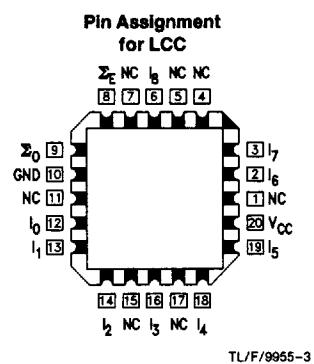 Pin Assignment
for LCC
ΣE NC I8 NC NC
8 7 6 5 4
ΣO 9
GND 10
NC 11
I0 12
I1 13
3 I7
2 I6
1 NC
20 VCC
19 I5
14 15 16 17 18
I2 NC I3 NC I4
TL/F/9955-3